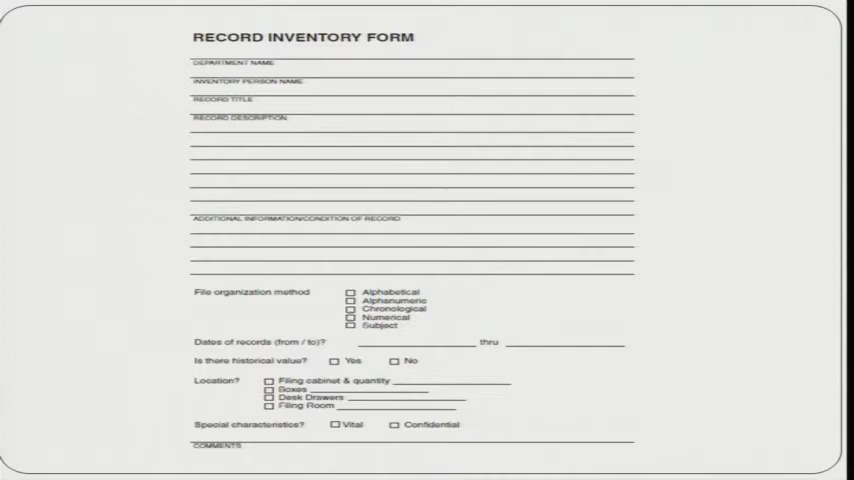 RECORD INVENTORY FORM
DEPARTMENT NAME
INVENTORY PERSON NAME
RECORD TITLE
RECORD DESCRIPTION
ADDITIONAL INFORMATION/CONDITION OF RECORD
File organization method Alphabetical
Alphanumeric
Chronological
Numerical
Subject
Dates of records (from / to)? thru
Is there historical value? Yes No
Location? Filing cabinet & quantity
Boxes
Desk Drawers
Filing Room
Special characteristics? Vital Confidential
COMMENTS